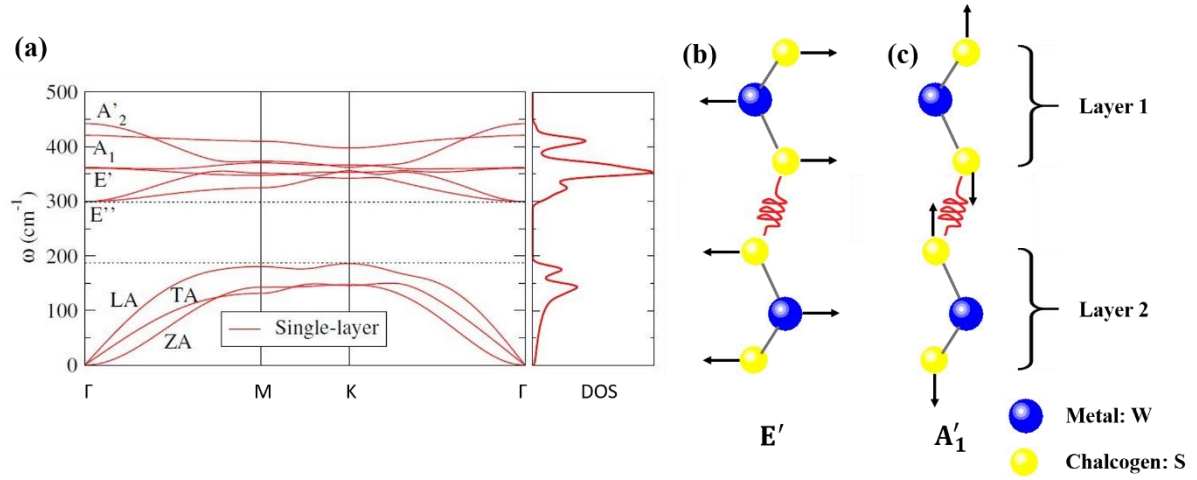 (a)
500
400
300
200
100
0
ω (cm⁻¹)
A'₂
A₁
E'
E''
LA
TA
ZA
Single-layer
Γ
M
K
Γ
DOS
(b)
E′
(c)
A′₁
Layer 1
Layer 2
Metal: W
Chalcogen: S